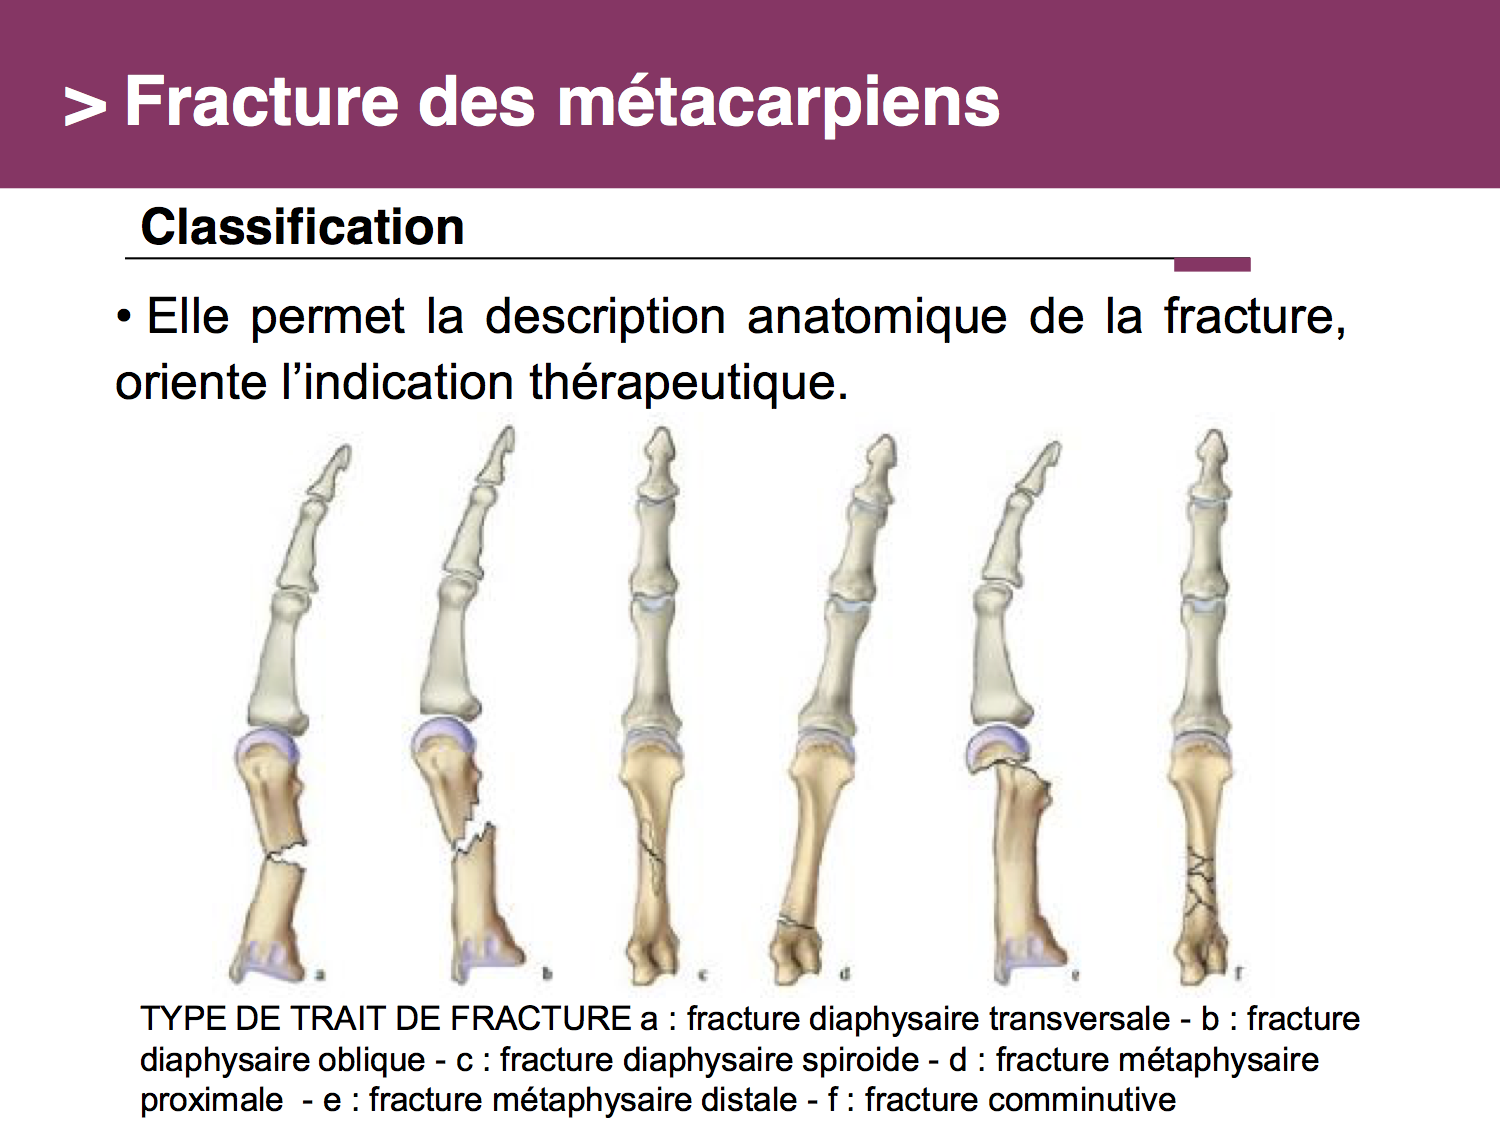 > Fracture des métacarpiens
Classification
• Elle permet la description anatomique de la fracture,
oriente l’indication thérapeutique.
a b c d e f
TYPE DE TRAIT DE FRACTURE a : fracture diaphysaire transversale - b : fracture
diaphysaire oblique - c : fracture diaphysaire spiroide - d : fracture métaphysaire
proximale - e : fracture métaphysaire distale - f : fracture comminutive